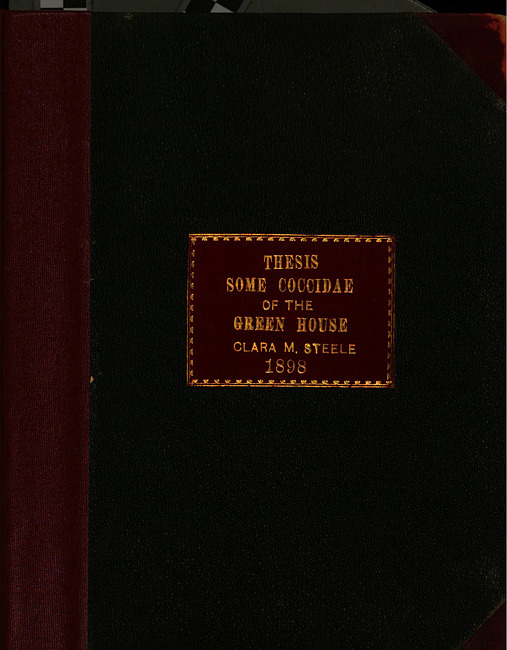 THESIS
SOME COCCIDAE
OF THE
GREEN HOUSE
CLARA M. STEELE
1898